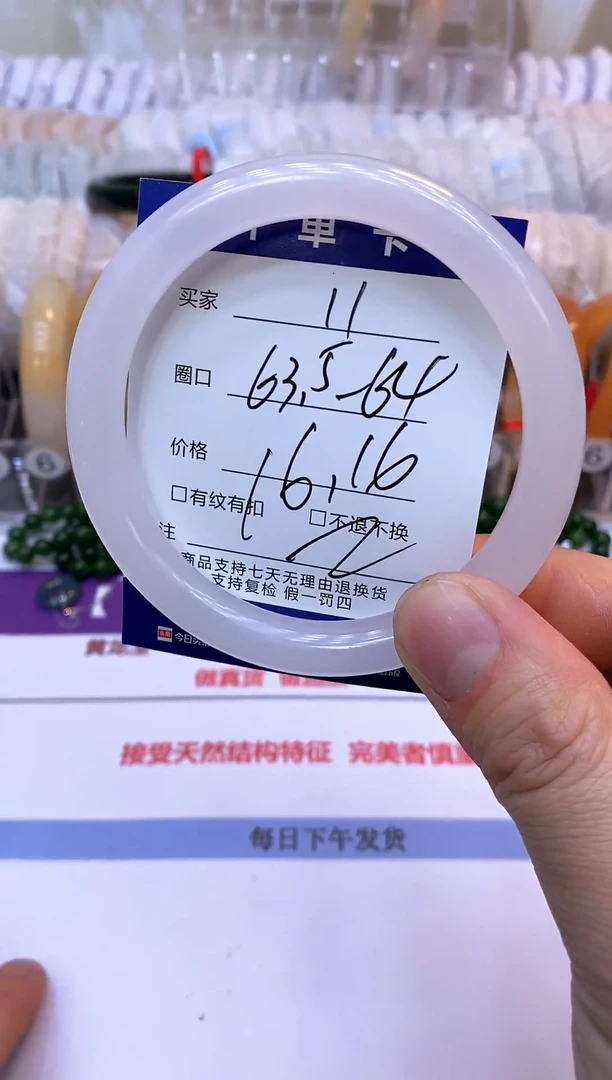 单卡
买家 11
圈口 63.5-64
价格 16.16
□有纹有扣 □不退不换
注
商品支持七天无理由退换货
支持复检 假一罚四
接受天然结构特征 完美者慎重
每日下午发货